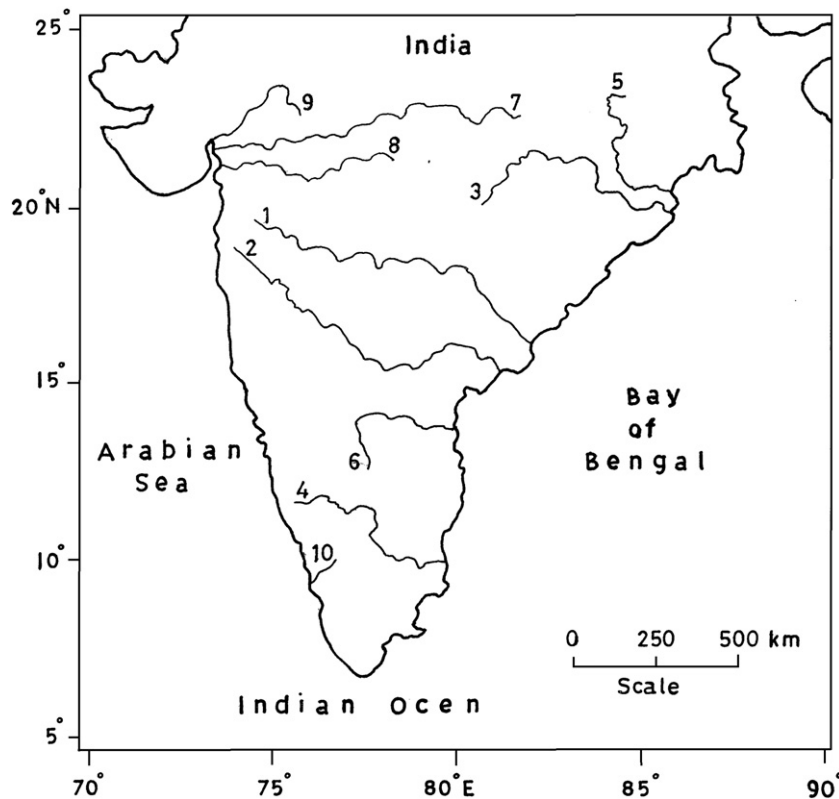 25°
India
9
7
5
8
3
20°N
1
2
15°
Bay
of
Bengal
Arabian
Sea
6
4
10°
10
0 250 500 km
Scale
Indian Ocen
5°
70° 75° 80°E 85° 90°